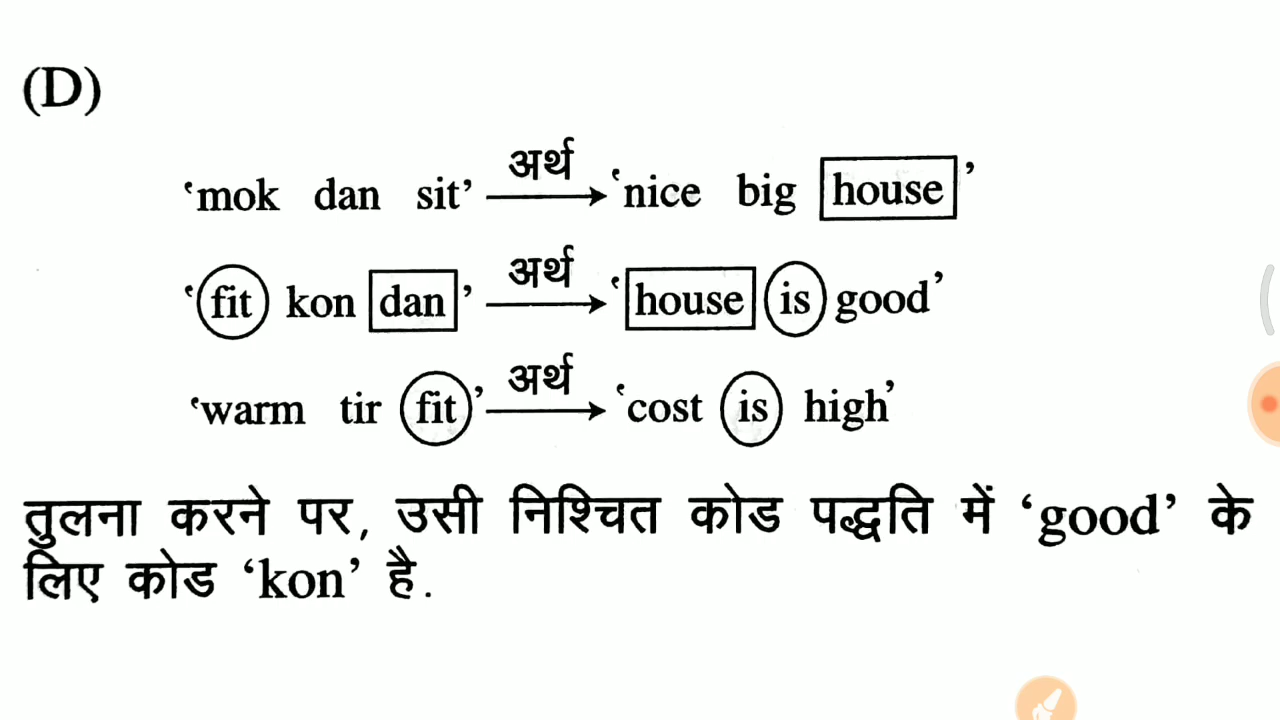 (D)
‘mok dan sit’ अर्थ ‘nice big house’
‘fit kon dan’ अर्थ ‘house is good’
‘warm tir fit’ अर्थ ‘cost is high’
तुलना करने पर, उसी निश्चित कोड पद्धति में ‘good’ के
लिए कोड ‘kon’ है.